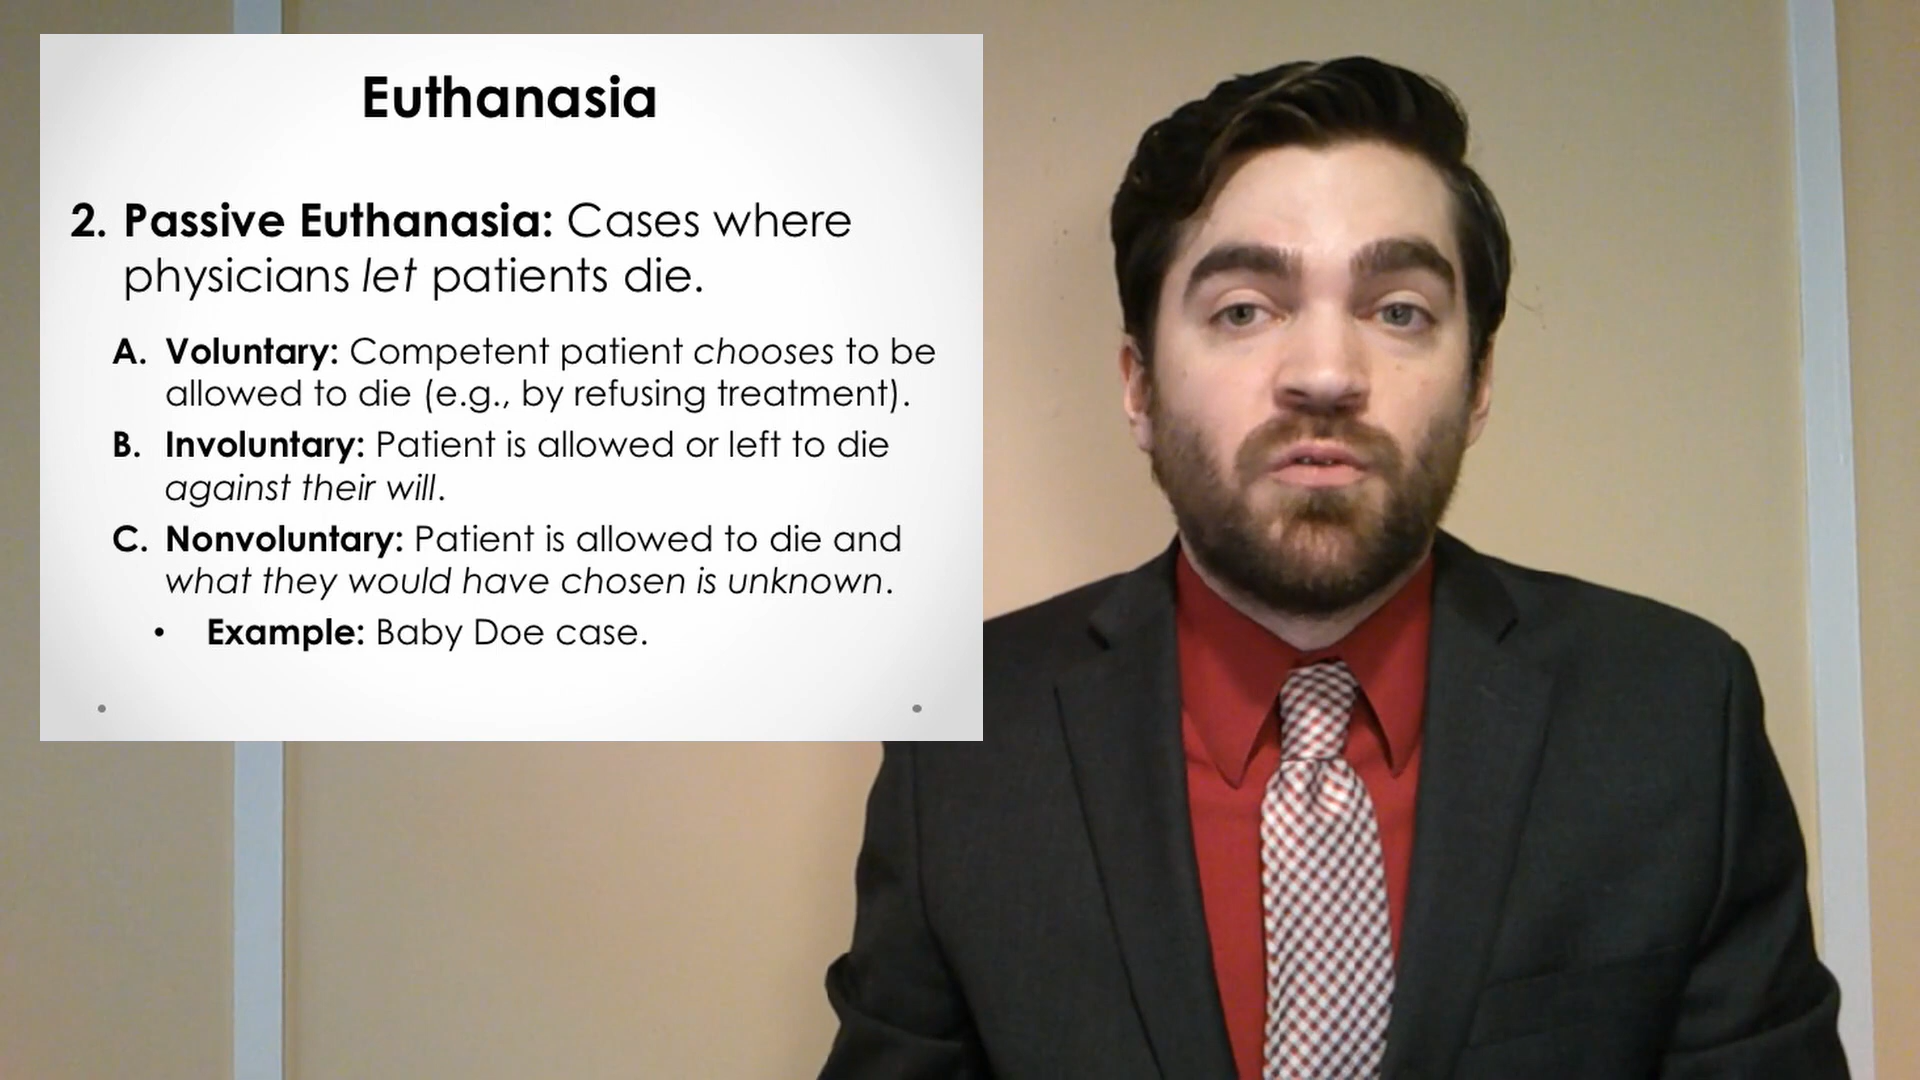 Euthanasia
2. Passive Euthanasia: Cases where
physicians let patients die.
A. Voluntary: Competent patient chooses to be
allowed to die (e.g., by refusing treatment).
B. Involuntary: Patient is allowed or left to die
against their will.
C. Nonvoluntary: Patient is allowed to die and
what they would have chosen is unknown.
• Example: Baby Doe case.